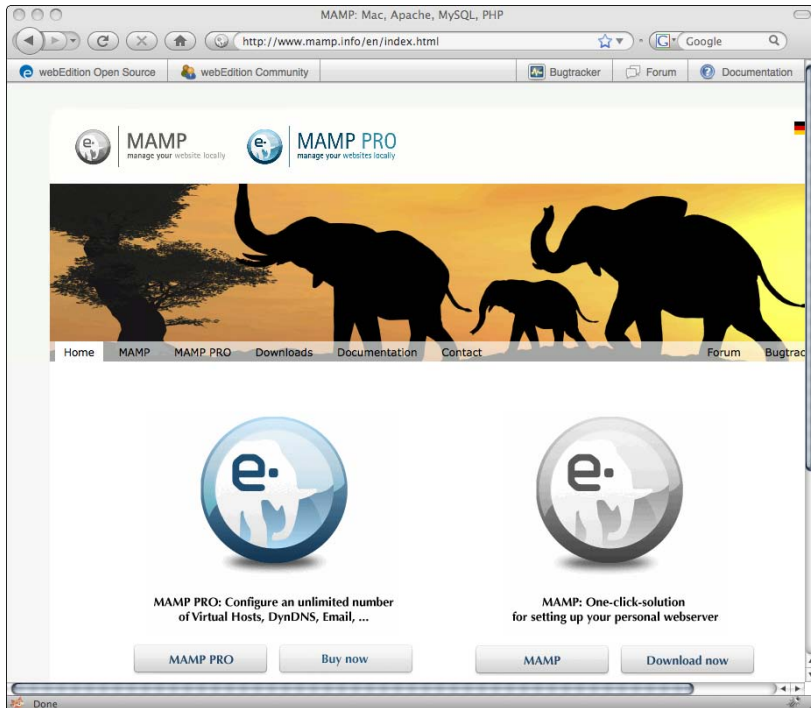 MAMP: Mac, Apache, MySQL, PHP
http://www.mamp.info/en/index.html
Google
webEdition Open Source webEdition Community Bugtracker Forum Documentation
e. MAMP e. MAMP PRO
manage your website locally manage your websites locally
Home MAMP MAMP PRO Downloads Documentation Contact Forum Bugtrac
e. e.
MAMP PRO: Configure an unlimited number
of Virtual Hosts, DynDNS, Email, ...
MAMP: One-click-solution
for setting up your personal webserver
MAMP PRO Buy now MAMP Download now
Done